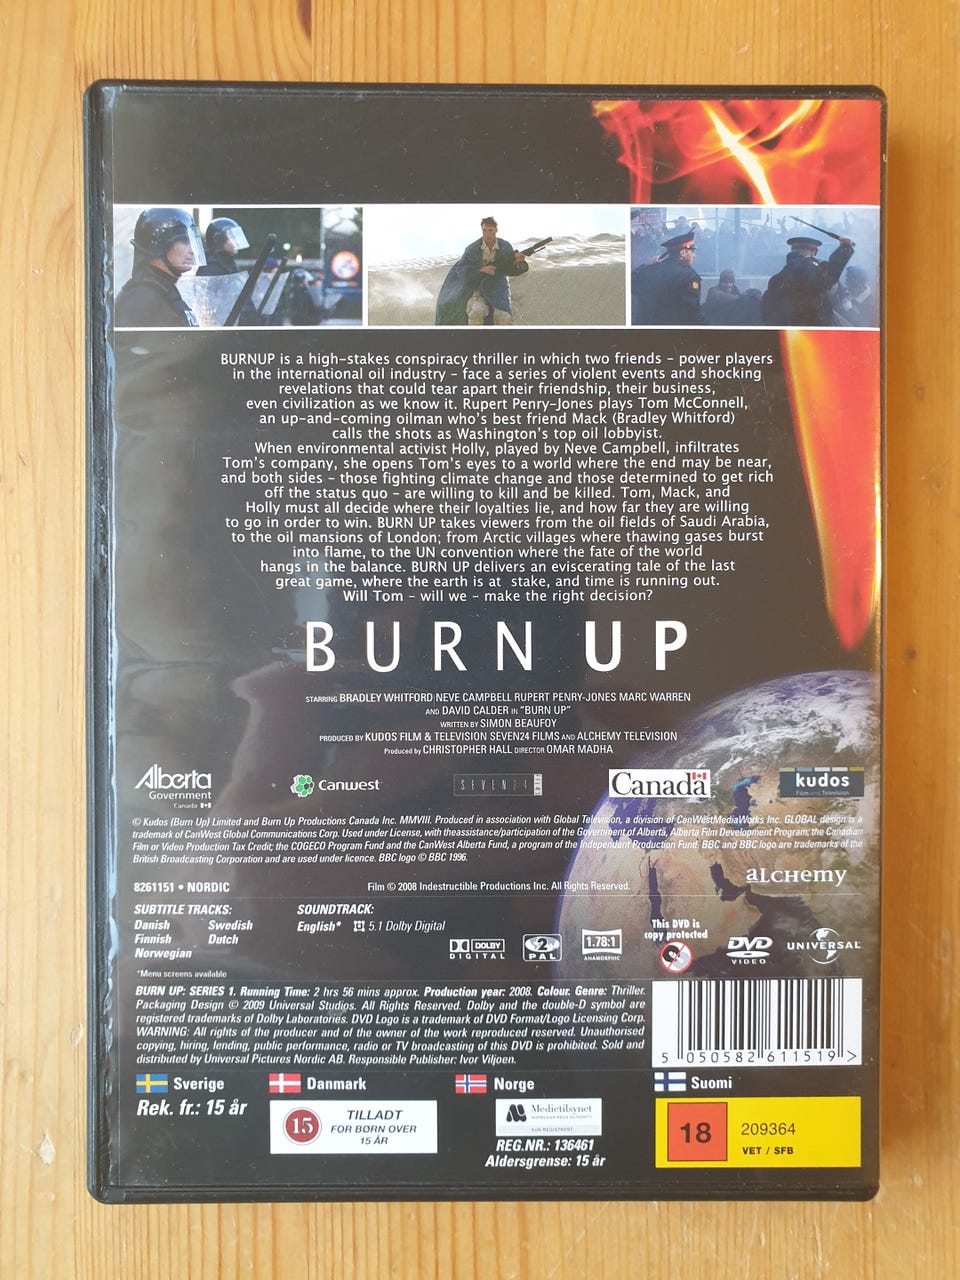 BURNUP is a high-stakes conspiracy thriller in which two friends - power players
in the international oil industry - face a series of violent events and shocking
revelations that could tear apart their friendship, their business,
even civilization as we know it. Rupert Penry-Jones plays Tom McConnell,
an up-and-coming oilman who's best friend Mack (Bradley Whitford)
calls the shots as Washington's top oil lobbyist.
When environmental activist Holly, played by Neve Campbell, infiltrates
Tom's company, she opens Tom's eyes to a world where the end may be near,
and both sides - those fighting climate change and those determined to get rich
off the status quo - are willing to kill and be killed. Tom, Mack, and
Holly must all decide where their loyalties lie, and how far they are willing
to go in order to win. BURN UP takes viewers from the oil fields of Saudi Arabia,
to the oil mansions of London; from Arctic villages where thawing gases burst
into flame, to the UN convention where the fate of the world
hangs in the balance. BURN UP delivers an eviscerating tale of the last
great game, where the earth is at stake, and time is running out.
Will Tom - will we - make the right decision?
BURN UP
STARRING BRADLEY WHITFORD NEVE CAMPBELL RUPERT PENRY-JONES MARC WARREN
AND DAVID CALDER IN "BURN UP"
WRITTEN BY SIMON BEAUFOY
PRODUCED BY KUDOS FILM & TELEVISION SEVEN24 FILMS AND ALCHEMY TELEVISION
Produced by CHRISTOPHER HALL DIRECTOR OMAR MADHA
Alberta
Government
Canada
Canwest
SEVEN24
Canada
kudos
Film and Television
© Kudos (Burn Up) Limited and Burn Up Productions Canada Inc. MMVIII. Produced in association with Global Television, a division of CanWestMediaWorks Inc. GLOBAL design is a
trademark of CanWest Global Communications Corp. Used under License, with theassistance/participation of the Government of Alberta, Alberta Film Development Program; the Canadian
Film or Video Production Tax Credit; the COGECO Program Fund and the CanWest Alberta Fund, a program of the Independent Production Fund. BBC and BBC logo are trademarks of the
British Broadcasting Corporation and are used under licence. BBC logo © BBC 1996.
aLCHemy
8261151 • NORDIC
Film © 2008 Indestructible Productions Inc. All Rights Reserved.
SUBTITLE TRACKS:
Danish Swedish
Finnish Dutch
Norwegian
SOUNDTRACK:
English* 5.1 Dolby Digital
DOLBY
DIGITAL
2
PAL
1.78:1
ANAMORPHIC
This DVD is
copy protected
DVD
VIDEO
UNIVERSAL
*Menu screens available
BURN UP: SERIES 1. Running Time: 2 hrs 56 mins approx. Production year: 2008. Colour. Genre: Thriller.
Packaging Design © 2009 Universal Studios. All Rights Reserved. Dolby and the double-D symbol are
registered trademarks of Dolby Laboratories. DVD Logo is a trademark of DVD Format/Logo Licensing Corp.
WARNING: All rights of the producer and of the owner of the work reproduced reserved. Unauthorised
copying, hiring, lending, public performance, radio or TV broadcasting of this DVD is prohibited. Sold and
distributed by Universal Pictures Nordic AB. Responsible Publisher: Ivor Viljoen.
5 050582 611519 >
Sverige
Rek. fr.: 15 år
Danmark
15
TILLADT
FOR BØRN OVER
15 ÅR
Norge
Medietilsynet
NORWEGIAN MEDIA AUTHORITY
KUN REGISTRERT
REG.NR.: 136461
Aldersgrense: 15 år
Suomi
18
209364
VET / SFB